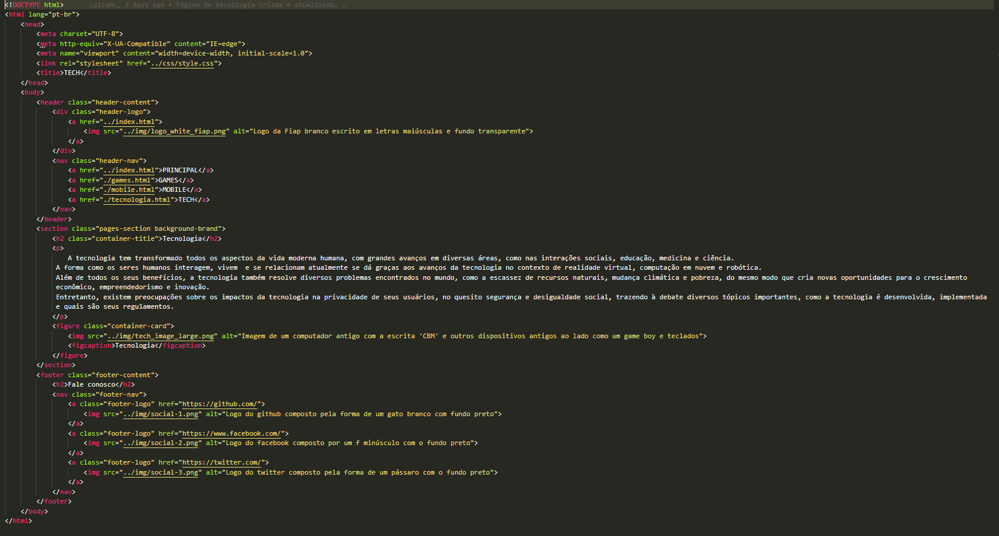 <!DOCTYPE html>      LuizaNs, 2 days ago • Página de tecnologia criada e atualizada. …
<html lang="pt-br">
    <head>
        <meta charset="UTF-8">
        <meta http-equiv="X-UA-Compatible" content="IE=edge">
        <meta name="viewport" content="width=device-width, initial-scale=1.0">
        <link rel="stylesheet" href="../css/style.css">
        <title>TECH</title>
    </head>
    <body>
        <header class="header-content">
            <div class="header-logo">
                <a href="../index.html">
                    <img src="../img/logo_white_fiap.png" alt="Logo da Fiap branco escrito em letras maiúsculas e fundo transparente">
                </a>
            </div>
            <nav class="header-nav">
                <a href="../index.html">PRINCIPAL</a>
                <a href="./games.html">GAMES</a>
                <a href="./mobile.html">MOBILE</a>
                <a href="./tecnologia.html">TECH</a>
            </nav>
        </header>
        <section class="pages-section background-brand">
            <h2 class="container-title">Tecnologia</h2>
            <p>
                A tecnologia tem transformado todos os aspectos da vida moderna humana, com grandes avanços em diversas áreas, como nas interações sociais, educação, medicina e ciência.
             A forma como os seres humanos interagem, vivem  e se relacionam atualmente se dá graças aos avanços da tecnologia no contexto de realidade virtual, computação em nuvem e robótica.
             Além de todos os seus benefícios, a tecnologia também resolve diversos problemas encontrados no mundo, como a escassez de recursos naturais, mudança climática e pobreza, do mesmo modo que cria novas oportunidades para o crescimento
             econômico, empreendedorismo e inovação.
             Entretanto, existem preocupações sobre os impactos da tecnologia na privacidade de seus usuários, no quesito segurança e desigualdade social, trazendo à debate diversos tópicos importantes, como a tecnologia é desenvolvida, implementada
             e quais são seus regulamentos.
            </p>
            <figure class="container-card">
                <img src="../img/tech_image_large.png" alt="Imagem de um computador antigo com a escrita 'CBM' e outros dispositivos antigos ao lado como um game boy e teclados">
                <figcaption>Tecnologia</figcaption>
            </figure>
        </section>
        <footer class="footer-content">
            <h2>Fale conosco</h2>
            <nav class="footer-nav">
                <a class="footer-logo" href="https://github.com/">
                    <img src="../img/social-1.png" alt="Logo do github composto pela forma de um gato branco com fundo preto">
                </a>
                <a class="footer-logo" href="https://www.facebook.com/">
                    <img src="../img/social-2.png" alt="Logo do facebook composto por um f minúsculo com o fundo preto">
                </a>
                <a class="footer-logo" href="https://twitter.com/">
                    <img src="../img/social-3.png" alt="Logo do twitter composto pela forma de um pássaro com o fundo preto">
                </a>
            </nav>
        </footer>
    </body>
</html>